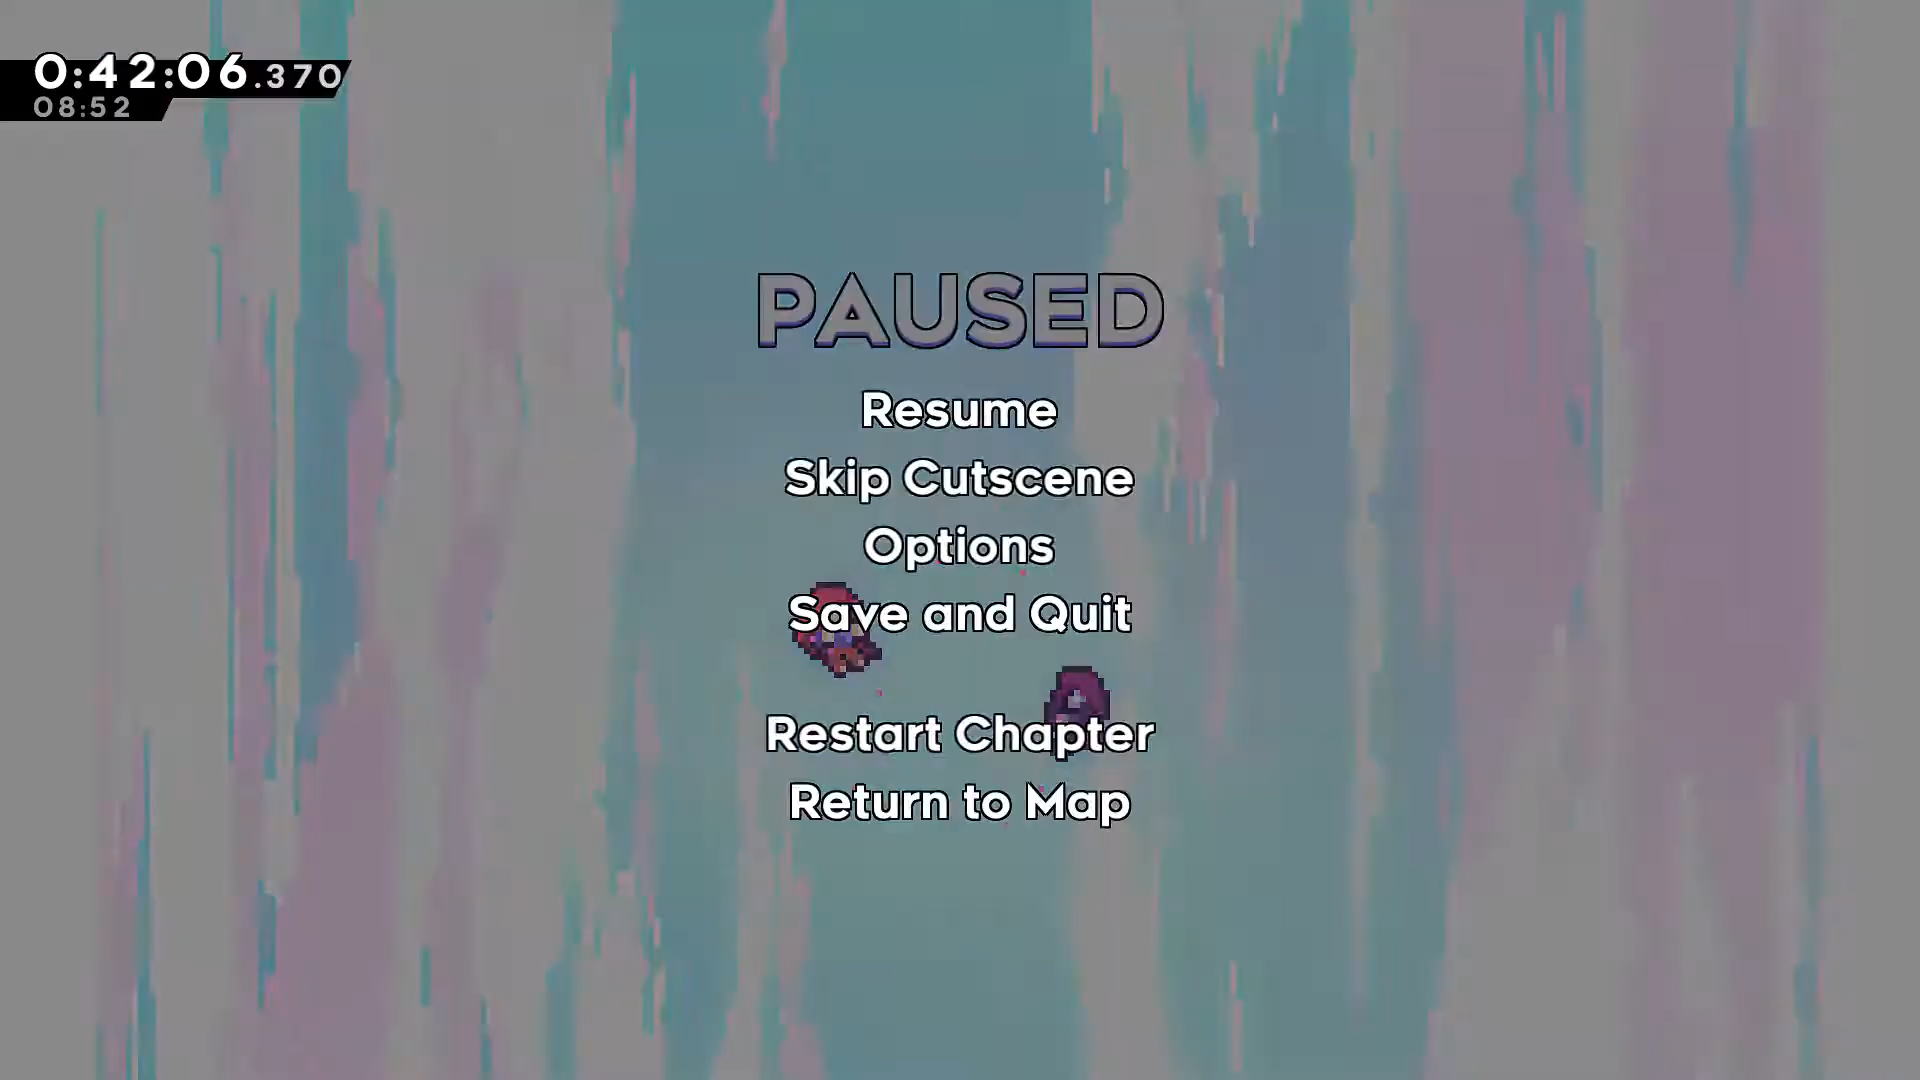 0:42:06.370
08:52
PAUSED
Resume
Skip Cutscene
Options
Save and Quit
Restart Chapter
Return to Map